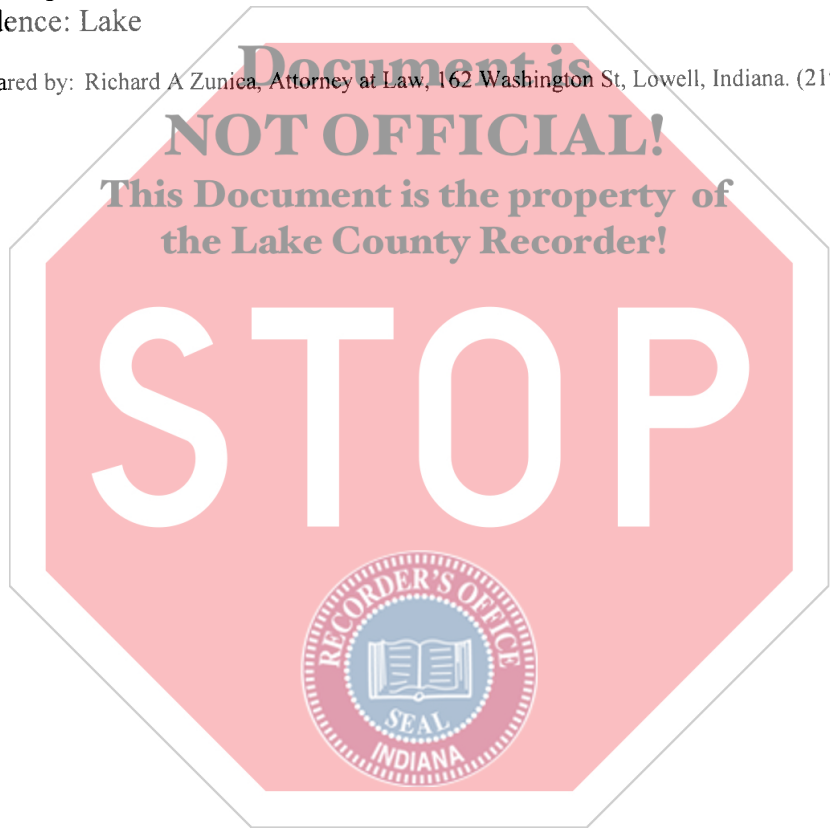 dence: Lake
Document is
ared by: Richard A Zunica, Attorney at Law, 162 Washington St, Lowell, Indiana. (21
NOT OFFICIAL!
This Document is the property of
the Lake County Recorder!
STOP
RECORDER'S OFFICE
SEAL
INDIANA